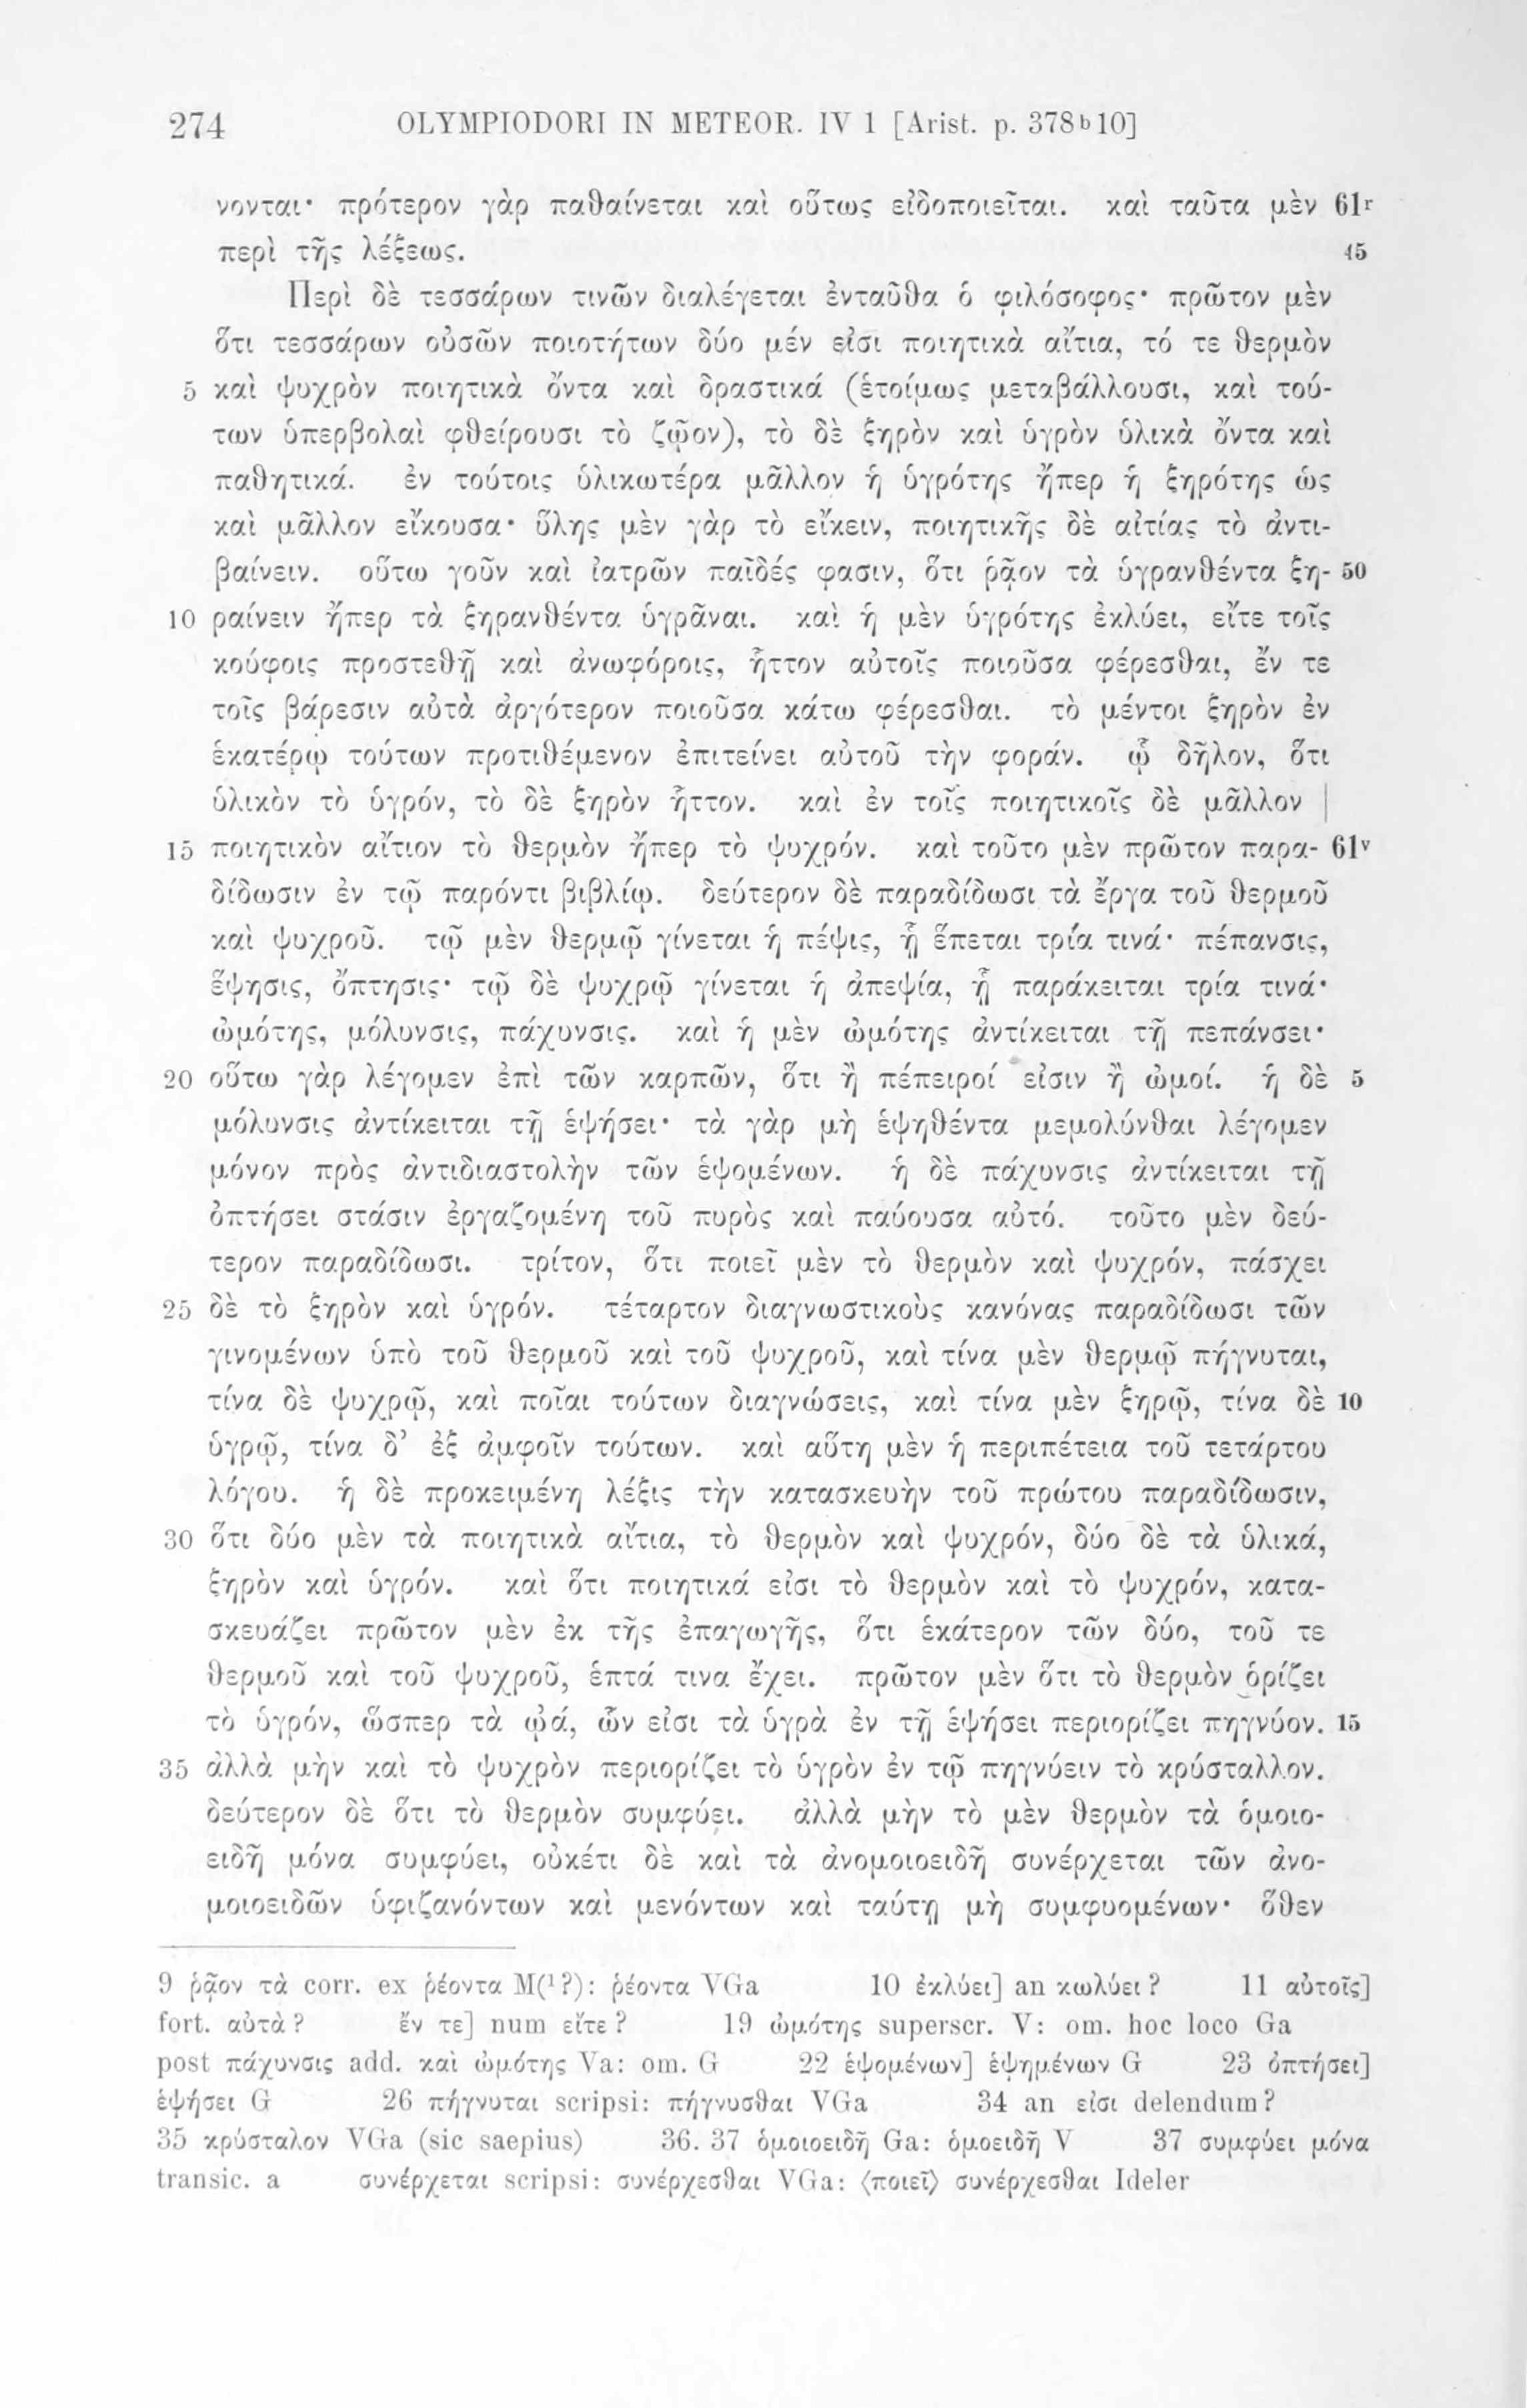 274 OLYMPIODORI IN METEOR. IV 1 [Arist. p. 378b10]
νονται· πρότερον γὰρ παθαίνεται καὶ οὕτως εἰδοποιεῖται. καὶ ταῦτα μὲν 61r
περὶ τῆς λέξεως. 45
Περὶ δὲ τεσσάρων τινῶν διαλέγεται ἐνταῦθα ὁ φιλόσοφος· πρῶτον μὲν
ὅτι τεσσάρων οὐσῶν ποιοτήτων δύο μέν εἰσι ποιητικὰ αἴτια, τό τε θερμὸν
5 καὶ ψυχρὸν ποιητικὰ ὄντα καὶ δραστικά (ἑτοίμως μεταβάλλουσι, καὶ τού-
των ὑπερβολαὶ φθείρουσι τὸ ζῷον), τὸ δὲ ξηρὸν καὶ ὑγρὸν ὑλικὰ ὄντα καὶ
παθητικά. ἐν τούτοις ὑλικωτέρα μᾶλλον ἡ ὑγρότης ἤπερ ἡ ξηρότης ὡς
καὶ μᾶλλον εἴκουσα· ὕλης μὲν γὰρ τὸ εἴκειν, ποιητικῆς δὲ αἰτίας τὸ ἀντι-
βαίνειν. οὕτω γοῦν καὶ ἰατρῶν παῖδές φασιν, ὅτι ῥᾷον τὰ ὑγρανθέντα ξη- 50
10 ραίνειν ἤπερ τὰ ξηρανθέντα ὑγρᾶναι. καὶ ἡ μὲν ὑγρότης ἐκλύει, εἴτε τοῖς
κούφοις προστεθῇ καὶ ἀνωφόροις, ἧττον αὐτοῖς ποιοῦσα φέρεσθαι, ἔν τε
τοῖς βάρεσιν αὐτὰ ἀργότερον ποιοῦσα κάτω φέρεσθαι. τὸ μέντοι ξηρὸν ἐν
ἑκατέρῳ τούτων προτιθέμενον ἐπιτείνει αὐτοῦ τὴν φοράν. ᾧ δῆλον, ὅτι
ὑλικὸν τὸ ὑγρόν, τὸ δὲ ξηρὸν ἧττον. καὶ ἐν τοῖς ποιητικοῖς δὲ μᾶλλον |
15 ποιητικὸν αἴτιον τὸ θερμὸν ἤπερ τὸ ψυχρόν. καὶ τοῦτο μὲν πρῶτον παρα- 61v
δίδωσιν ἐν τῷ παρόντι βιβλίῳ. δεύτερον δὲ παραδίδωσι τὰ ἔργα τοῦ θερμοῦ
καὶ ψυχροῦ. τῷ μὲν θερμῷ γίνεται ἡ πέψις, ᾗ ἕπεται τρία τινά· πέπανσις,
ἕψησις, ὄπτησις· τῷ δὲ ψυχρῷ γίνεται ἡ ἀπεψία, ᾗ παράκειται τρία τινά·
ὠμότης, μόλυνσις, πάχυνσις. καὶ ἡ μὲν ὠμότης ἀντίκειται τῇ πεπάνσει·
20 οὕτω γὰρ λέγομεν ἐπὶ τῶν καρπῶν, ὅτι ἢ πέπειροί εἰσιν ἢ ὠμοί. ἡ δὲ 5
μόλυνσις ἀντίκειται τῇ ἑψήσει· τὰ γὰρ μὴ ἑψηθέντα μεμολύνθαι λέγομεν
μόνον πρὸς ἀντιδιαστολὴν τῶν ἑψομένων. ἡ δὲ πάχυνσις ἀντίκειται τῇ
ὀπτήσει στάσιν ἐργαζομένη τοῦ πυρὸς καὶ παύουσα αὐτό. τοῦτο μὲν δεύ-
τερον παραδίδωσι. τρίτον, ὅτι ποιεῖ μὲν τὸ θερμὸν καὶ ψυχρόν, πάσχει
25 δὲ τὸ ξηρὸν καὶ ὑγρόν. τέταρτον διαγνωστικοὺς κανόνας παραδίδωσι τῶν
γινομένων ὑπὸ τοῦ θερμοῦ καὶ τοῦ ψυχροῦ, καὶ τίνα μὲν θερμῷ πήγνυται,
τίνα δὲ ψυχρῷ, καὶ ποῖαι τούτων διαγνώσεις, καὶ τίνα μὲν ξηρῷ, τίνα δὲ 10
ὑγρῷ, τίνα δ’ ἐξ ἀμφοῖν τούτων. καὶ αὕτη μὲν ἡ περιπέτεια τοῦ τετάρτου
λόγου. ἡ δὲ προκειμένη λέξις τὴν κατασκευὴν τοῦ πρώτου παραδίδωσιν,
30 ὅτι δύο μὲν τὰ ποιητικὰ αἴτια, τὸ θερμὸν καὶ ψυχρόν, δύο δὲ τὰ ὑλικά,
ξηρὸν καὶ ὑγρόν. καὶ ὅτι ποιητικά εἰσι τὸ θερμὸν καὶ τὸ ψυχρόν, κατα-
σκευάζει πρῶτον μὲν ἐκ τῆς ἐπαγωγῆς, ὅτι ἑκάτερον τῶν δύο, τοῦ τε
θερμοῦ καὶ τοῦ ψυχροῦ, ἑπτά τινα ἔχει. πρῶτον μὲν ὅτι τὸ θερμὸν ὁρίζει
τὸ ὑγρόν, ὥσπερ τὰ ᾠά, ὧν εἰσι τὰ ὑγρὰ ἐν τῇ ἑψήσει περιορίζει πηγνύον. 15
35 ἀλλὰ μὴν καὶ τὸ ψυχρὸν περιορίζει τὸ ὑγρὸν ἐν τῷ πηγνύειν τὸ κρύσταλλον.
δεύτερον δὲ ὅτι τὸ θερμὸν συμφύει. ἀλλὰ μὴν τὸ μὲν θερμὸν τὰ ὁμοιο-
ειδῆ μόνα συμφύει, οὐκέτι δὲ καὶ τὰ ἀνομοιοειδῆ συνέρχεται τῶν ἀνο-
μοιοειδῶν ὑφιζανόντων καὶ μενόντων καὶ ταύτῃ μὴ συμφυομένων· ὅθεν
9 ῥᾷον τὰ corr. ex ῥέοντα M(¹?): ῥέοντα VGa 10 ἐκλύει] an κωλύει? 11 αὐτοῖς]
fort. αὐτὰ? ἔν τε] num εἴτε? 19 ὠμότης superscr. V: om. hoc loco Ga
post πάχυνσις add. καὶ ὠμότης Va: om. G 22 ἑψομένων] ἑψημένων G 23 ὀπτήσει]
ἑψήσει G 26 πήγνυται scripsi: πήγνυσθαι VGa 34 an εἰσι delendum?
35 κρύσταλον VGa (sic saepius) 36. 37 ὁμοιοειδῆ Ga: ὁμοειδῆ V 37 συμφύει μόνα
transic. a συνέρχεται scripsi: συνέρχεσθαι VGa: ⟨ποιεῖ⟩ συνέρχεσθαι Ideler